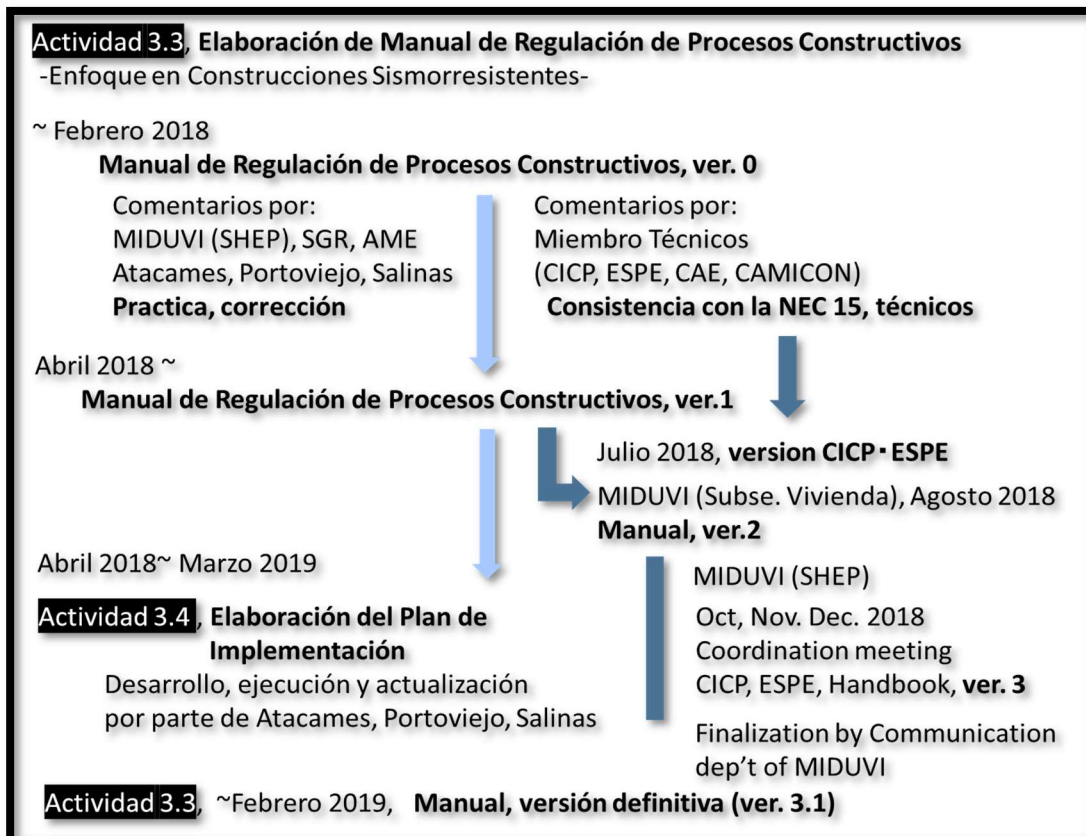 Actividad 3.3, Elaboración de Manual de Regulación de Procesos Constructivos
-Enfoque en Construcciones Sismorresistentes-
~ Febrero 2018
Manual de Regulación de Procesos Constructivos, ver. 0
Comentarios por:
MIDUVI (SHEP), SGR, AME
Atacames, Portoviejo, Salinas
Practica, corrección
Comentarios por:
Miembro Técnicos
(CICP, ESPE, CAE, CAMICON)
Consistencia con la NEC 15, técnicos
Abril 2018 ~
Manual de Regulación de Procesos Constructivos, ver.1
Julio 2018, version CICP・ESPE
MIDUVI (Subse. Vivienda), Agosto 2018
Manual, ver.2
Abril 2018~ Marzo 2019
Actividad 3.4, Elaboración del Plan de
Implementación
Desarrollo, ejecución y actualización
por parte de Atacames, Portoviejo, Salinas
MIDUVI (SHEP)
Oct, Nov. Dec. 2018
Coordination meeting
CICP, ESPE, Handbook, ver. 3
Finalization by Communication
dep't of MIDUVI
Actividad 3.3, ~Febrero 2019, Manual, versión definitiva (ver. 3.1)